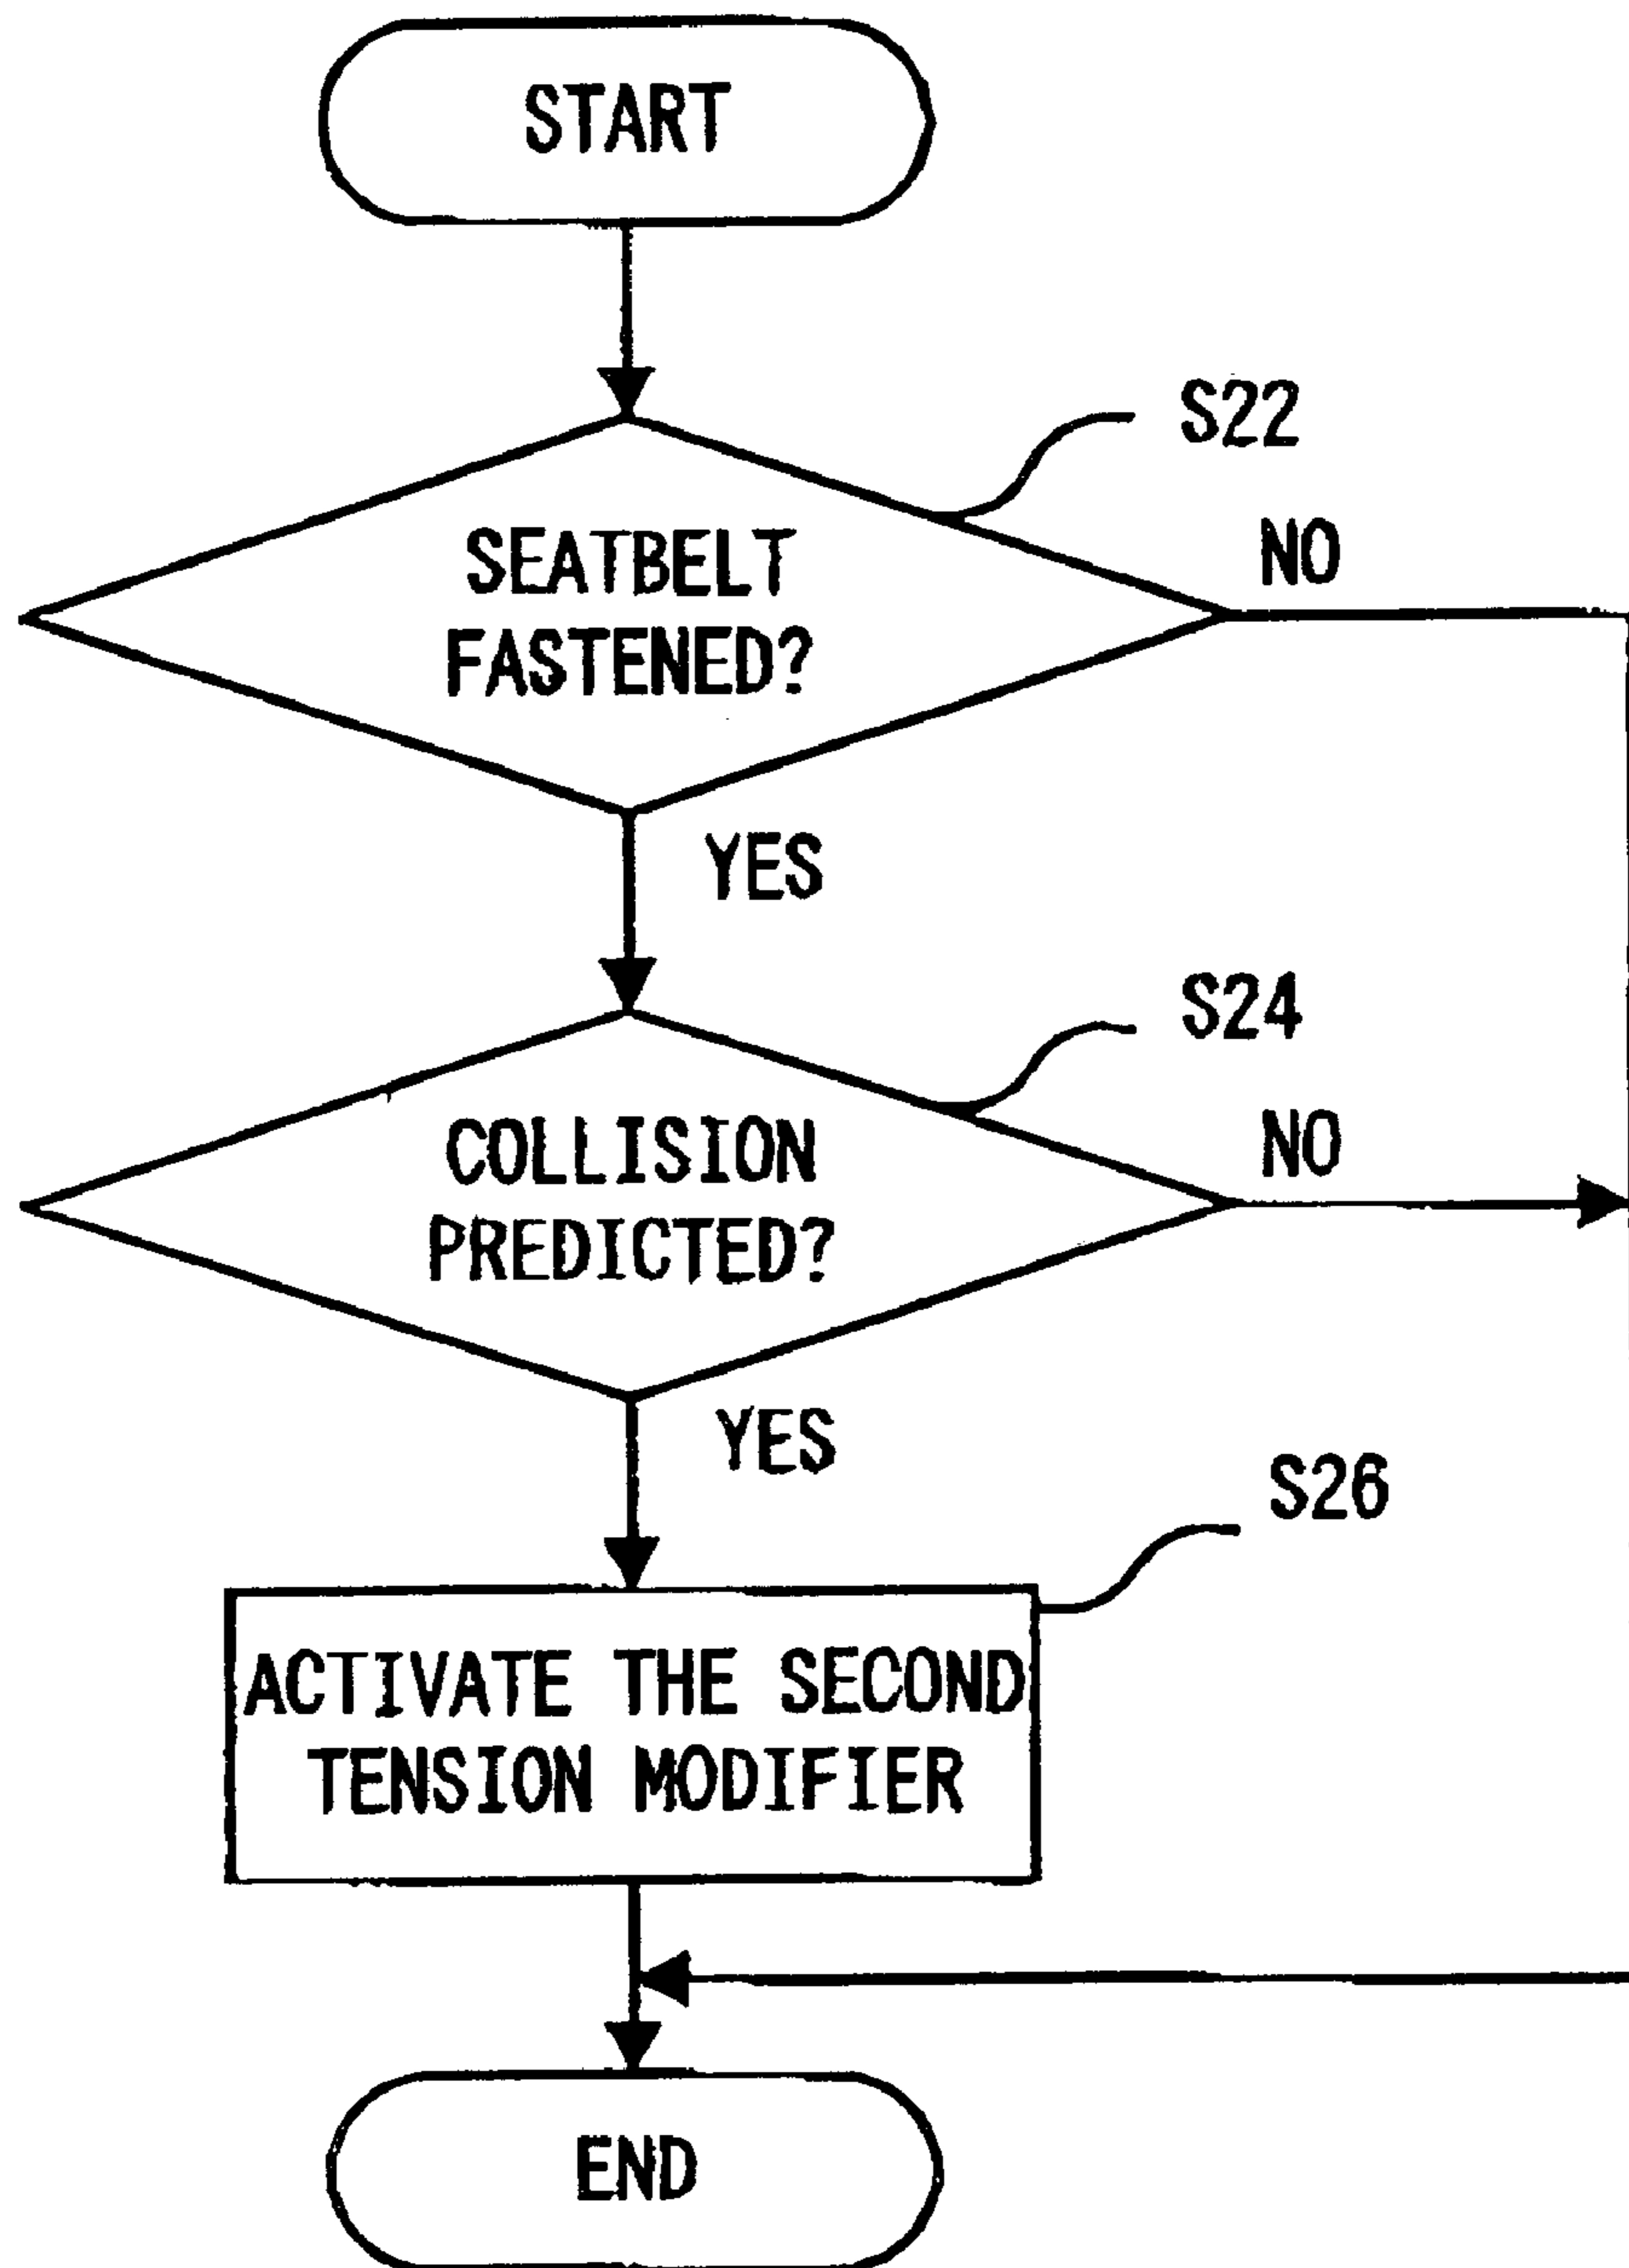 START
S22
SEATBELT
FASTENED?
NO
YES
S24
COLLISION
PREDICTED?
NO
YES
S26
ACTIVATE THE SECOND
TENSION MODIFIER
END